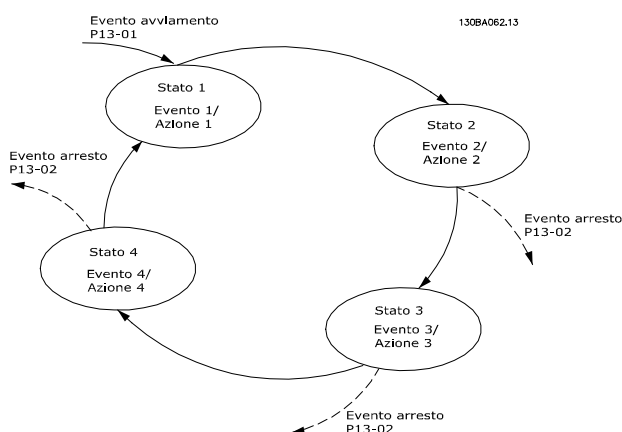 Evento avviamento
P13-01
130BA062.13
Stato 1
Evento 1/
Azione 1
Stato 2
Evento 2/
Azione 2
Evento arresto
P13-02
Evento arresto
P13-02
Stato 4
Evento 4/
Azione 4
Stato 3
Evento 3/
Azione 3
Evento arresto
P13-02